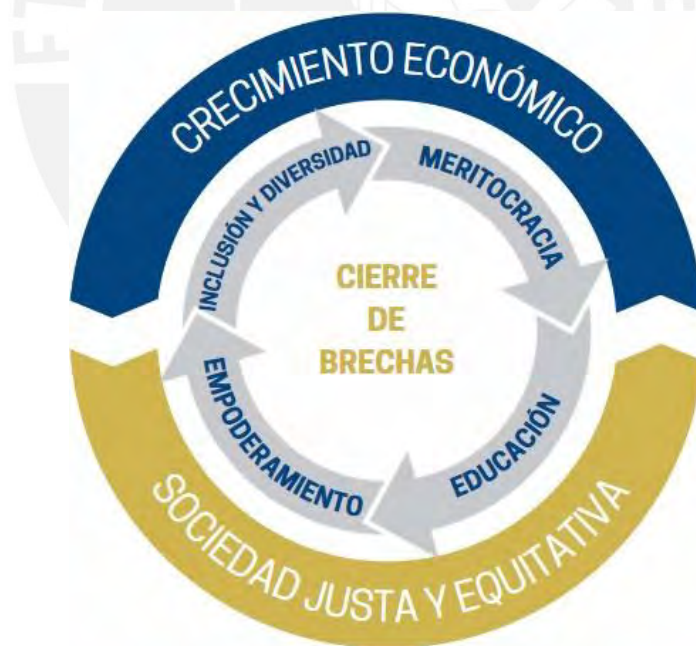 CRECIMIENTO ECONÓMICO
INCLUSIÓN Y DIVERSIDAD
MERITOCRACIA
CIERRE
DE
BRECHAS
EMPODERAMIENTO
EDUCACIÓN
SOCIEDAD JUSTA Y EQUITATIVA